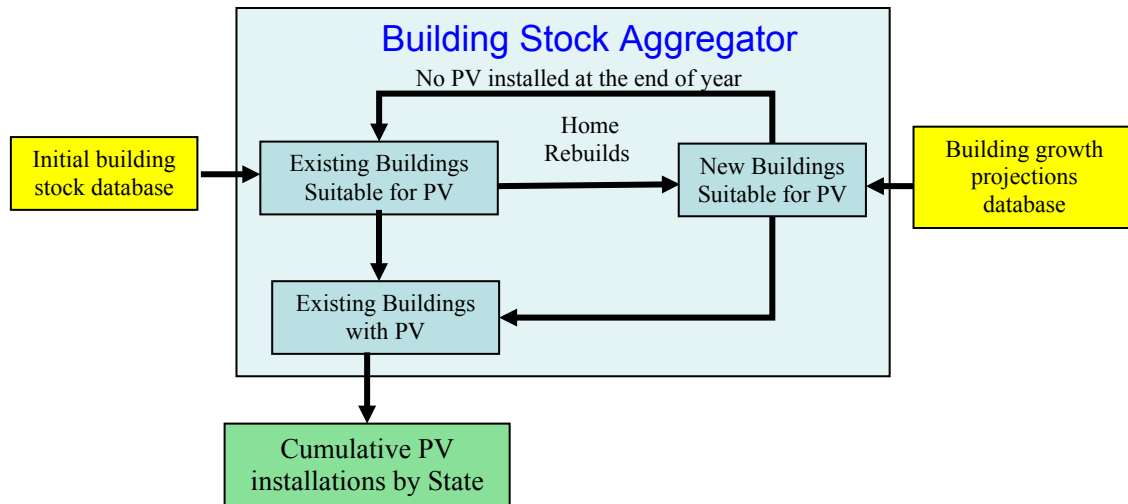 Building Stock Aggregator
No PV installed at the end of year
Home
Rebuilds
Initial building
stock database
Existing Buildings
Suitable for PV
New Buildings
Suitable for PV
Building growth
projections
database
Existing Buildings
with PV
Cumulative PV
installations by State